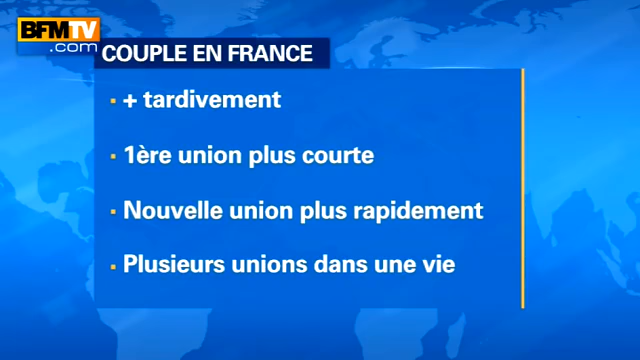 BFMTV
.com
COUPLE EN FRANCE
+ tardivement
1ère union plus courte
Nouvelle union plus rapidement
Plusieurs unions dans une vie